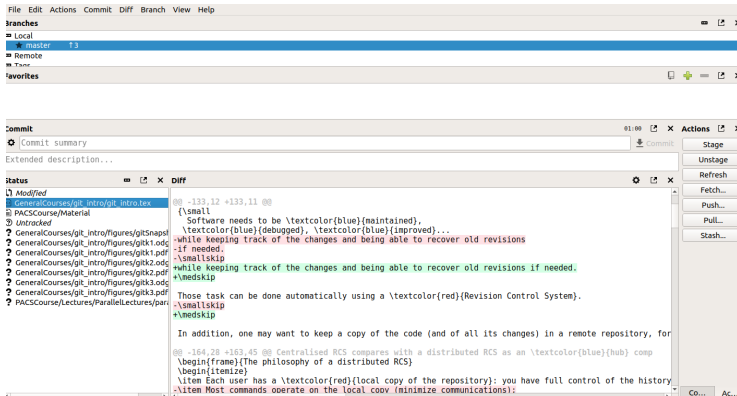 File Edit Actions Commit Diff Branch View Help
Branches
Local
master ↑3
Remote
Tags
Favorites
Commit 01:00 Actions
Commit summary Commit Stage
Extended description... Unstage
Status Diff Refresh
Modified Fetch...
GeneralCourses/git_intro/git_intro.tex @@ -133,12 +133,11 @@ Push...
PACSCourse/Material {\small Pull...
Untracked Software needs to be \textcolor{blue}{maintained}, Stash...
GeneralCourses/git_intro/figures/gitSnapsh \textcolor{blue}{debugged}, \textcolor{blue}{improved}...
GeneralCourses/git_intro/figures/gitk1.odg -while keeping track of the changes and being able to recover old revisions
GeneralCourses/git_intro/figures/gitk1.pdf -if needed.
GeneralCourses/git_intro/figures/gitk2.odg -\smallskip
GeneralCourses/git_intro/figures/gitk2.pdf +while keeping track of the changes and being able to recover old revisions if needed.
GeneralCourses/git_intro/figures/gitk3.odg +\medskip
GeneralCourses/git_intro/figures/gitk3.pdf
PACSCourse/Lectures/ParallelLectures/para Those task can be done automatically using a \textcolor{red}{Revision Control System}.
-\smallskip
+\medskip
In addition, one may want to keep a copy of the code (and of all its changes) in a remote repository, for
@@ -164,28 +163,45 @@ Centralised RCS compares with a distributed RCS as an \textcolor{blue}{hub} comp
\begin{frame}{The philosophy of a distributed RCS}
\begin{itemize}
\item Each user has a \textcolor{red}{local copy of the repository}: you have full control of the history
-\item Most commands operate on the local copy (minimize communications);
Co... Ac...